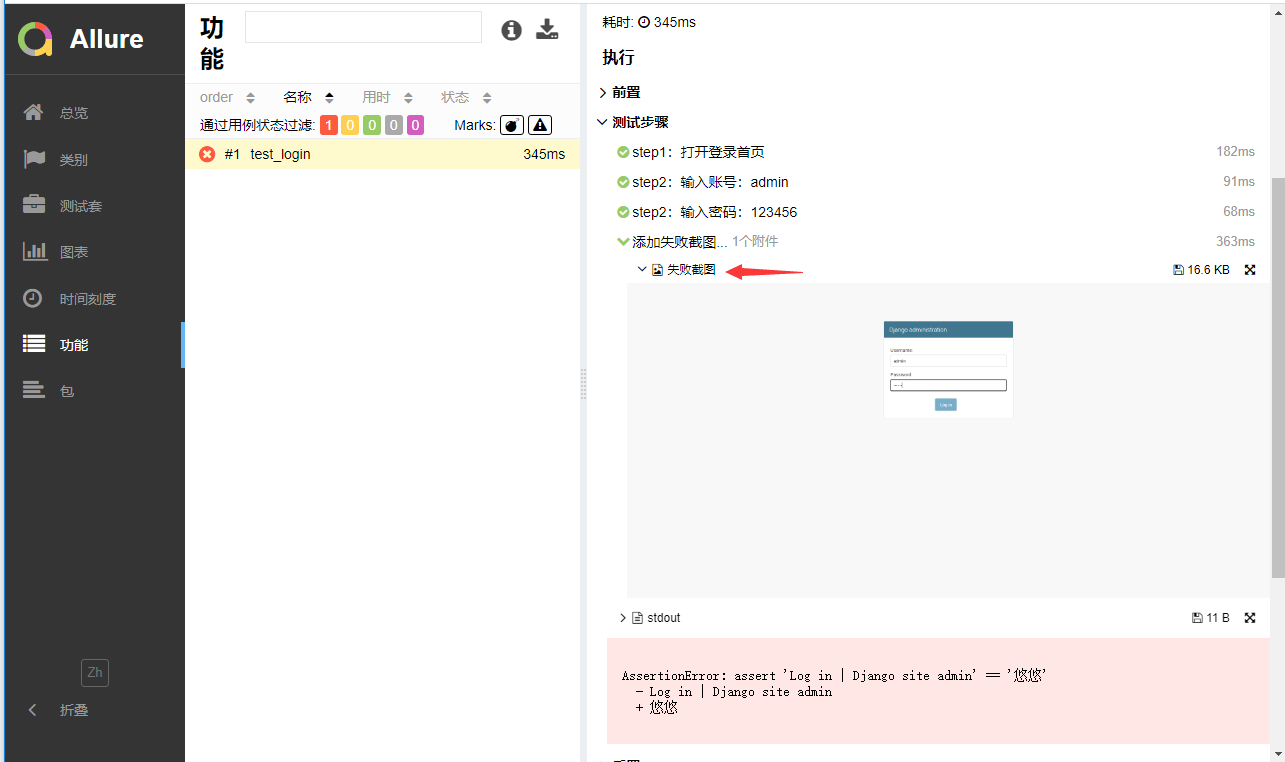 Allure
总览
类别
测试套
图表
时间刻度
功能
包
Zh
折叠
功能
order 名称 用时 状态
通过用例状态过滤: 1 0 0 0 0 Marks:
#1 test_login 345ms
耗时: 345ms
执行
前置
测试步骤
step1：打开登录首页 182ms
step2：输入账号：admin 91ms
step2：输入密码：123456 68ms
添加失败截图... 1个附件 363ms
失败截图 16.6 KB
Django administration
Username:
admin
Password:
Log in
stdout 11 B
AssertionError: assert 'Log in | Django site admin' == '悠悠'
- Log in | Django site admin
+ 悠悠